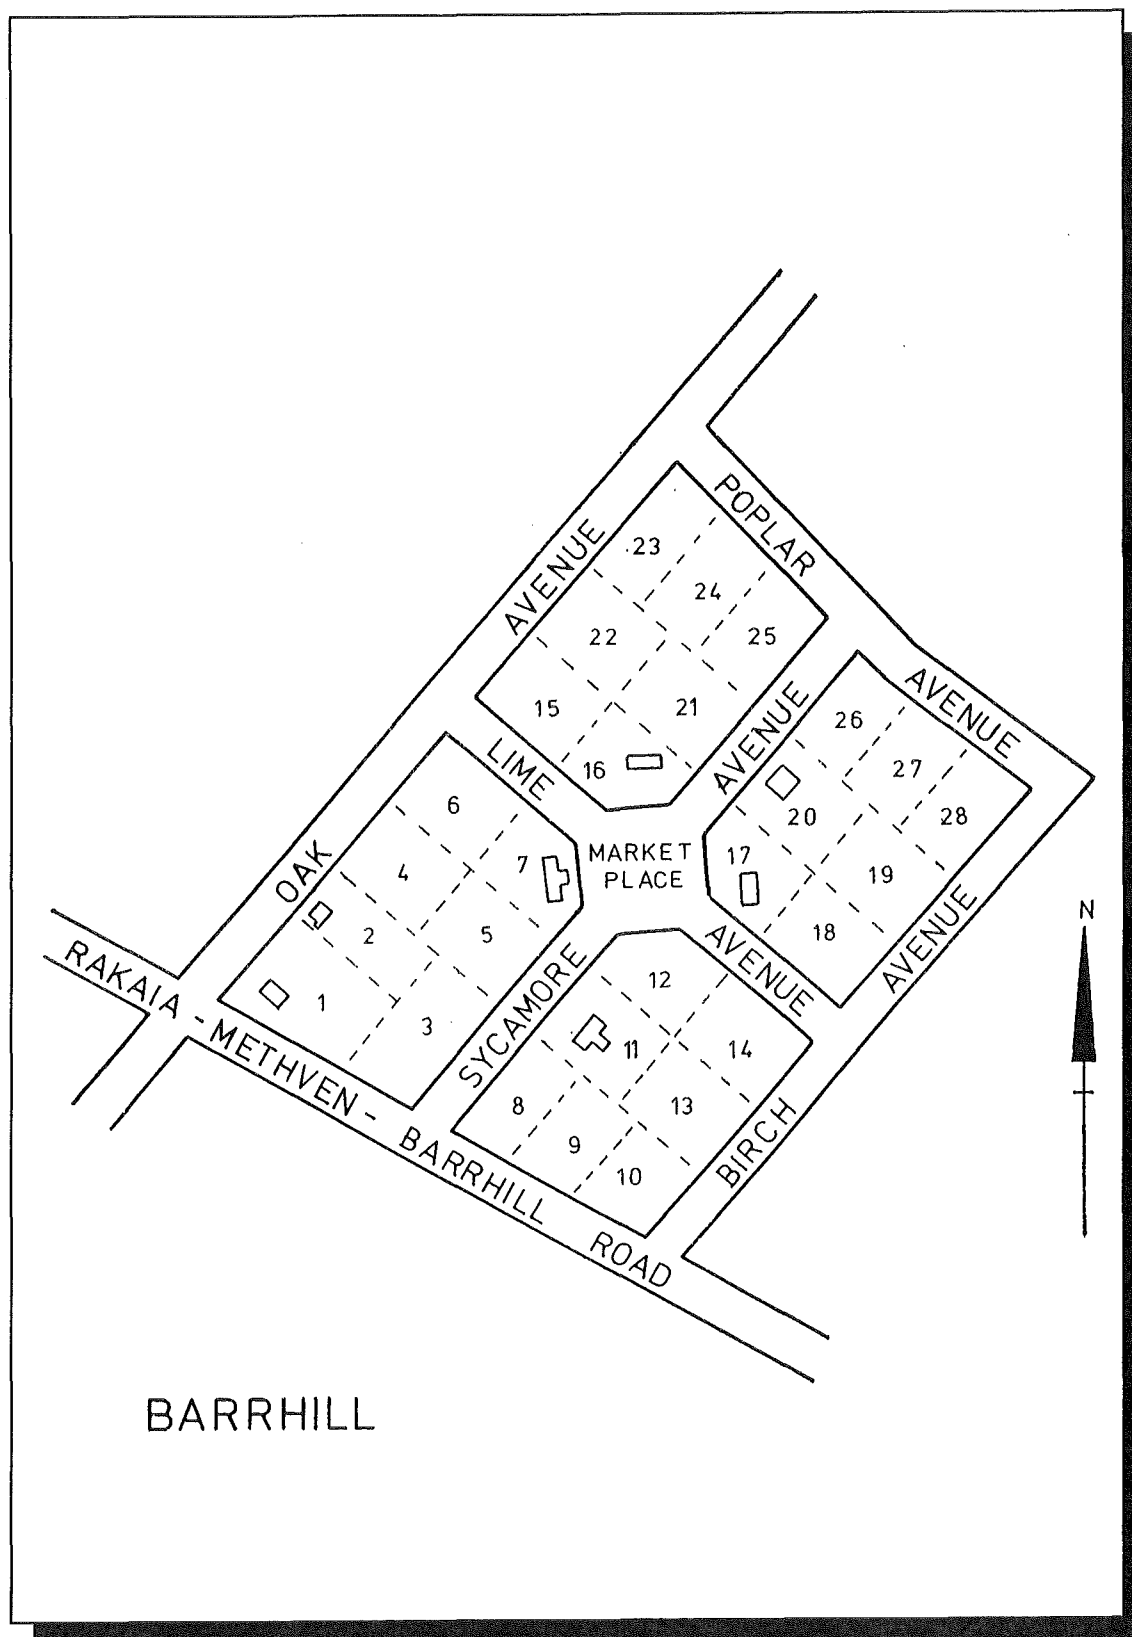 POPLAR AVENUE
OAK AVENUE
LIME AVENUE
SYCAMORE AVENUE
BIRCH AVENUE
MARKET
PLACE
RAKAIA - METHVEN - BARRHILL ROAD
23
24
25
22
21
15
16
26
27
28
20
19
17
18
6
7
4
5
2
3
1
12
11
14
13
8
9
10
N
BARRHILL